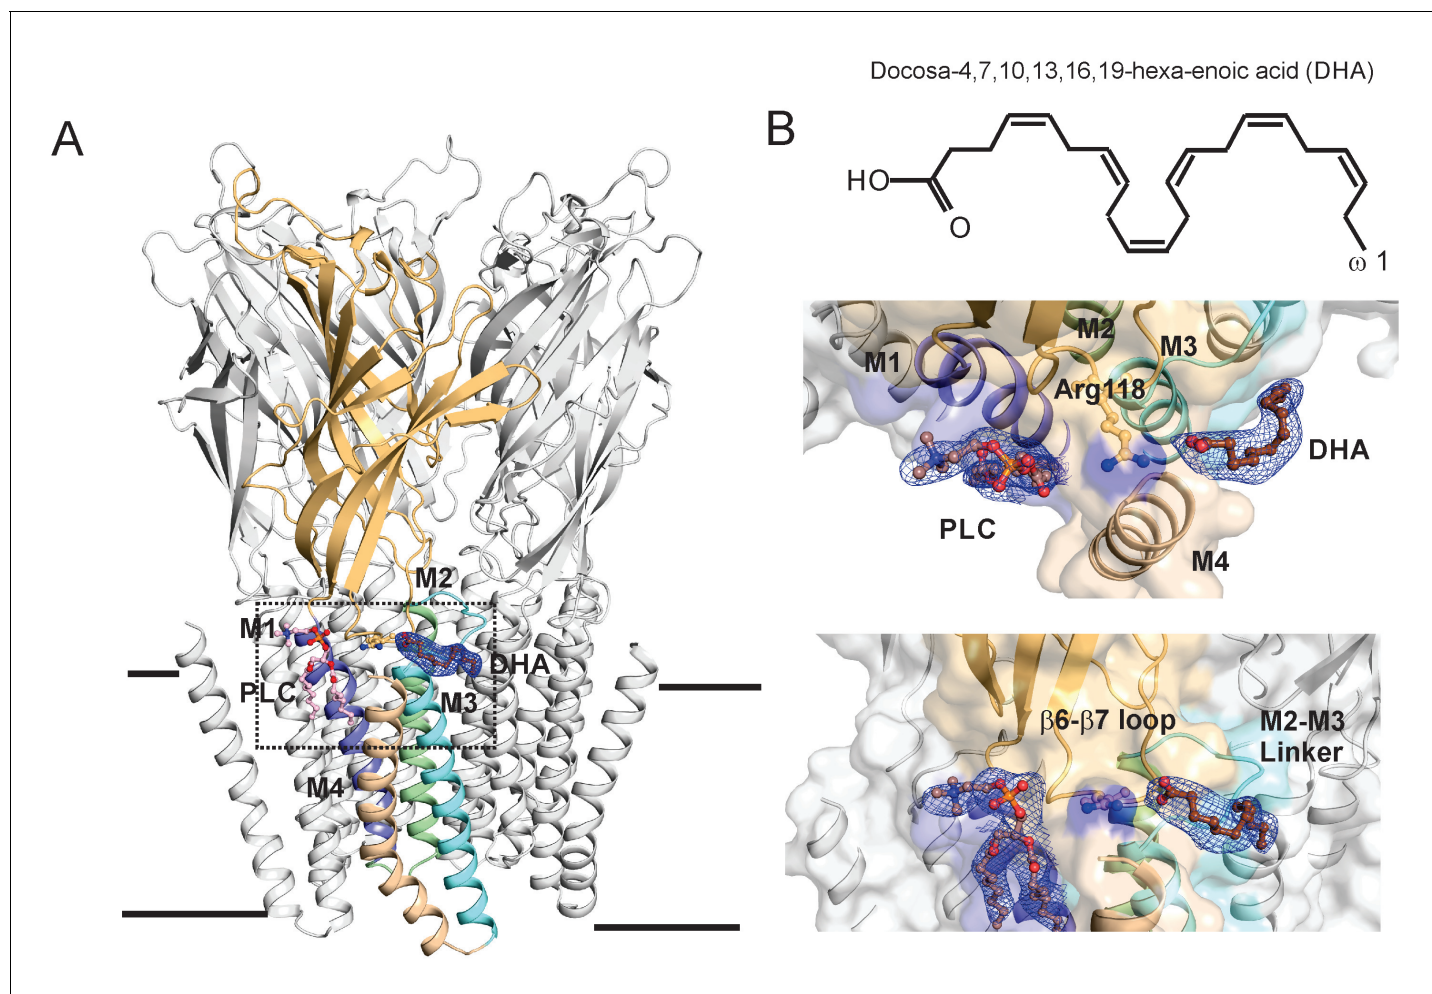 A
M2
M1
DHA
PLC
M3
M4
Docosa-4,7,10,13,16,19-hexa-enoic acid (DHA)
B
HO
O
ω 1
M2
M1
M3
Arg118
DHA
PLC
M4
β6-β7 loop
M2-M3
Linker